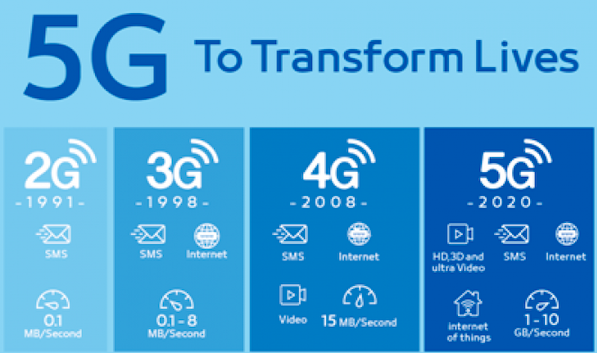 5G To Transform Lives
2G
-1991-
SMS
0.1
MB/Second
3G
-1998-
SMS Internet
0.1-8
MB/Second
4G
-2008-
SMS Internet
Video 15 MB/Second
5G
-2020-
HD,3D and
ultra Video SMS Internet
internet
of things
1-10
GB/Second